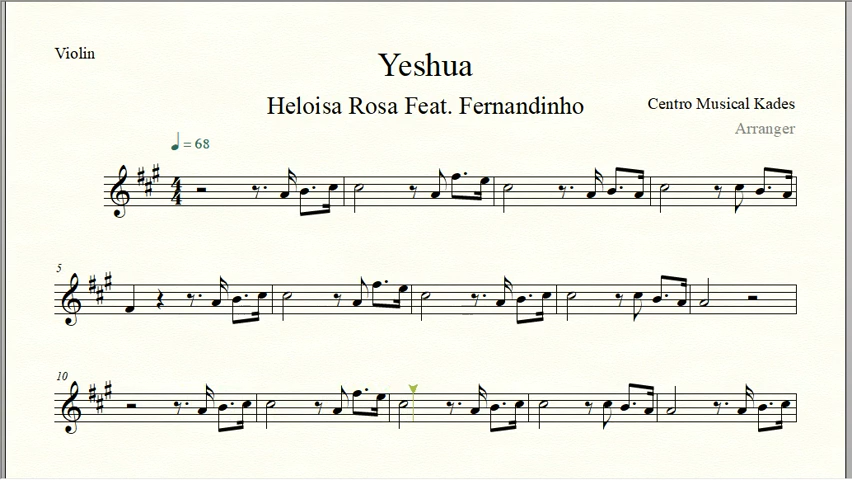 Violin
Yeshua
Heloisa Rosa Feat. Fernandinho
Centro Musical Kades
Arranger
= 68
4
4
5
10